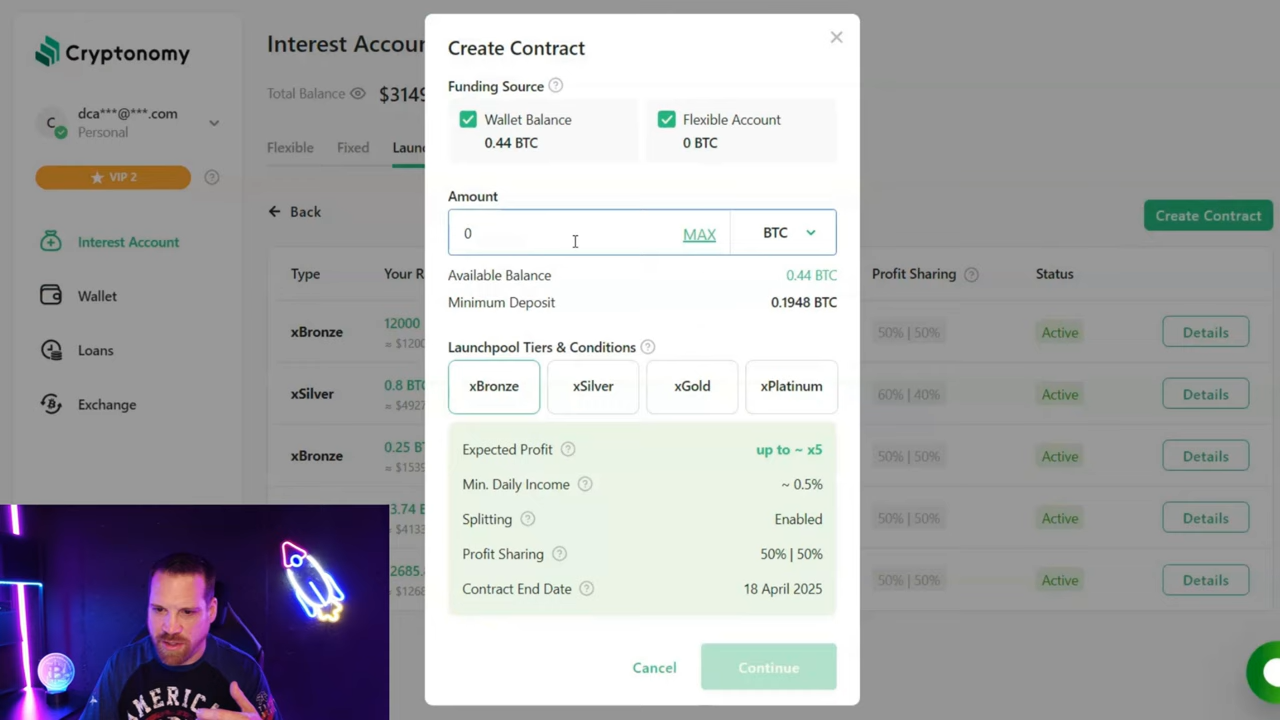 Cryptonomy
dca***@***.com
Personal
C
VIP 2
Interest Account
Wallet
Loans
Exchange
Interest Accoun
Total Balance
$3149
Flexible
Fixed
Laun
Back
Create Contract
Type
Your R
Profit Sharing
Status
xBronze
12000
≈ $1200
50% | 50%
Active
Details
xSilver
0.8 BTC
≈ $4927
60% | 40%
Active
Details
xBronze
0.25 BT
≈ $1539
50% | 50%
Active
Details
3.74 B
≈ $4133
50% | 50%
Active
Details
2685.
≈ $1268
50% | 50%
Active
Details
Create Contract
Funding Source
Wallet Balance
0.44 BTC
Flexible Account
0 BTC
Amount
0
MAX
BTC
Available Balance
0.44 BTC
Minimum Deposit
0.1948 BTC
Launchpool Tiers & Conditions
xBronze
xSilver
xGold
xPlatinum
Expected Profit
up to ~ x5
Min. Daily Income
~ 0.5%
Splitting
Enabled
Profit Sharing
50% | 50%
Contract End Date
18 April 2025
Cancel
Continue
AMERICA